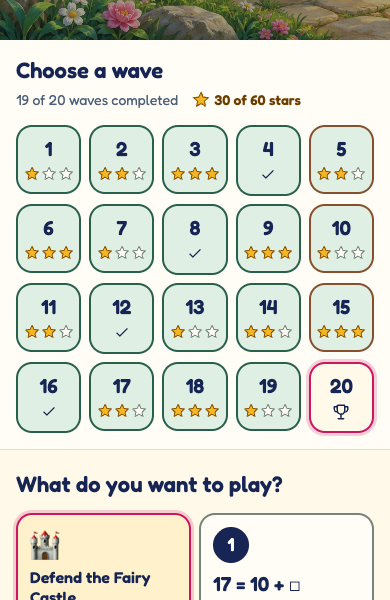 Choose a wave
19 of 20 waves completed 30 of 60 stars
1 2 3 4 5
6 7 8 9 10
11 12 13 14 15
16 17 18 19 20
What do you want to play?
Defend the Fairy
Castle
1
17 = 10 + □